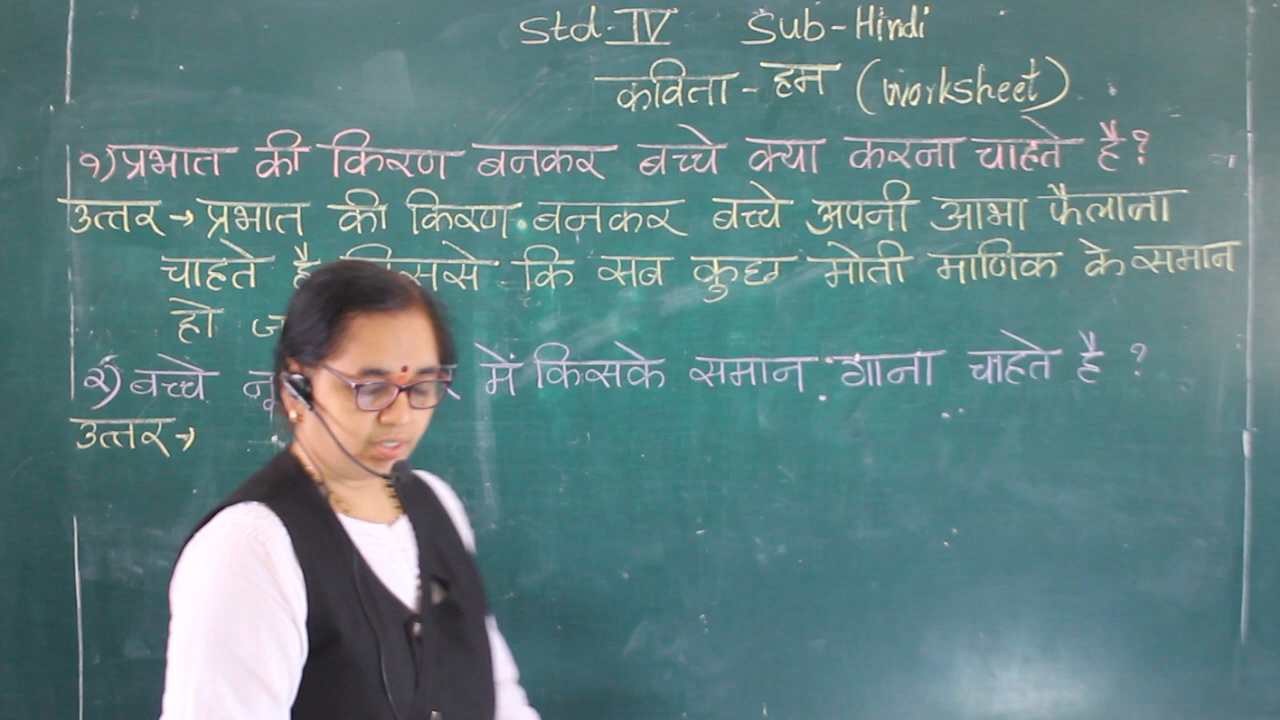 Std-IV Sub-Hindi
कविता - हम (Worksheet)
१) प्रभात की किरण बनकर बच्चे क्या करना चाहते है?
उत्तर → प्रभात की किरण बनकर बच्चे अपनी आभा फैलाना
चाहते है कि सब कुछ मोती माणिक के समान
हो
२) बच्चे में किसके समान गाना चाहते है ?
उत्तर →